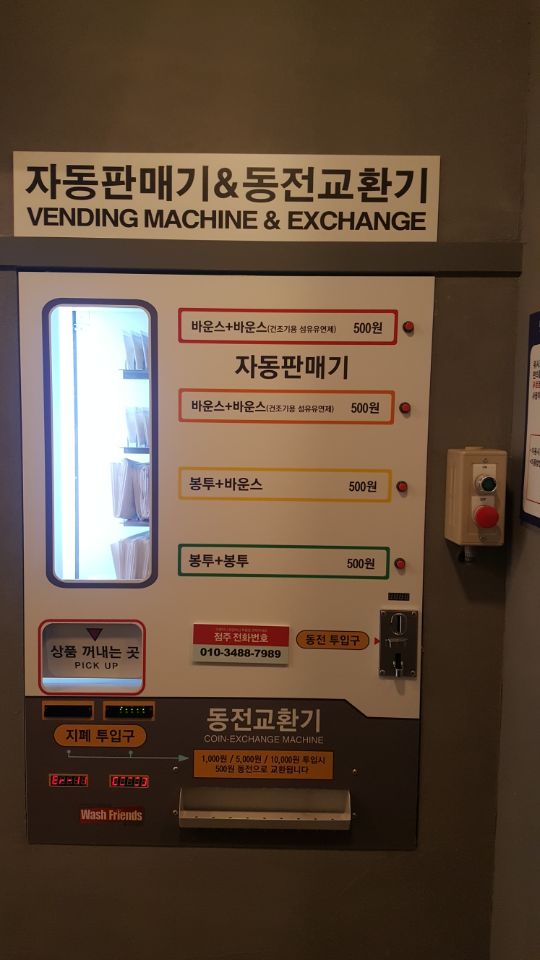 자동판매기&동전교환기
VENDING MACHINE & EXCHANGE
바운스+바운스(건조기용 섬유유연제) 500원
자동판매기
바운스+바운스(건조기용 섬유유연제) 500원
봉투+바운스 500원
봉투+봉투 500원
상품 꺼내는 곳
PICK UP
점주 전화번호
010-3488-7989
동전 투입구
동전교환기
COIN-EXCHANGE MACHINE
지폐 투입구
1,000원 / 5,000원 / 10,000원 투입시
500원 동전으로 교환됩니다
Wash Friends